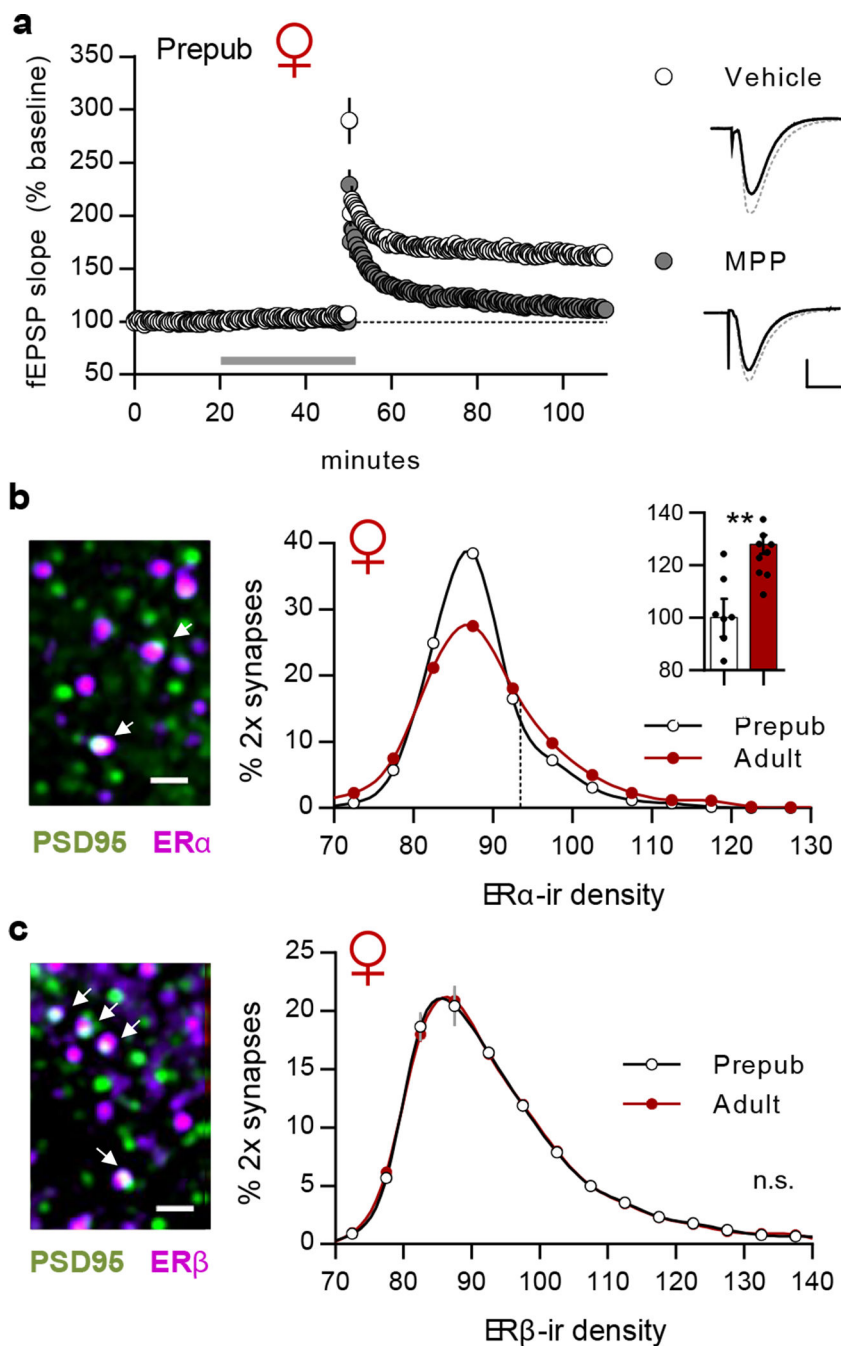 a
Prepub
fEPSP slope (% baseline)
350
300
250
200
150
100
50
0 20 40 60 80 100
minutes
Vehicle
MPP
b
PSD95 ERα
% 2x synapses
40
30
20
10
0
70 80 90 100 110 120 130
ERα-ir density
140
120
100
80
**
Prepub
Adult
c
PSD95 ERβ
% 2x synapses
25
20
15
10
5
0
70 80 90 100 110 120 130 140
ERβ-ir density
Prepub
Adult
n.s.